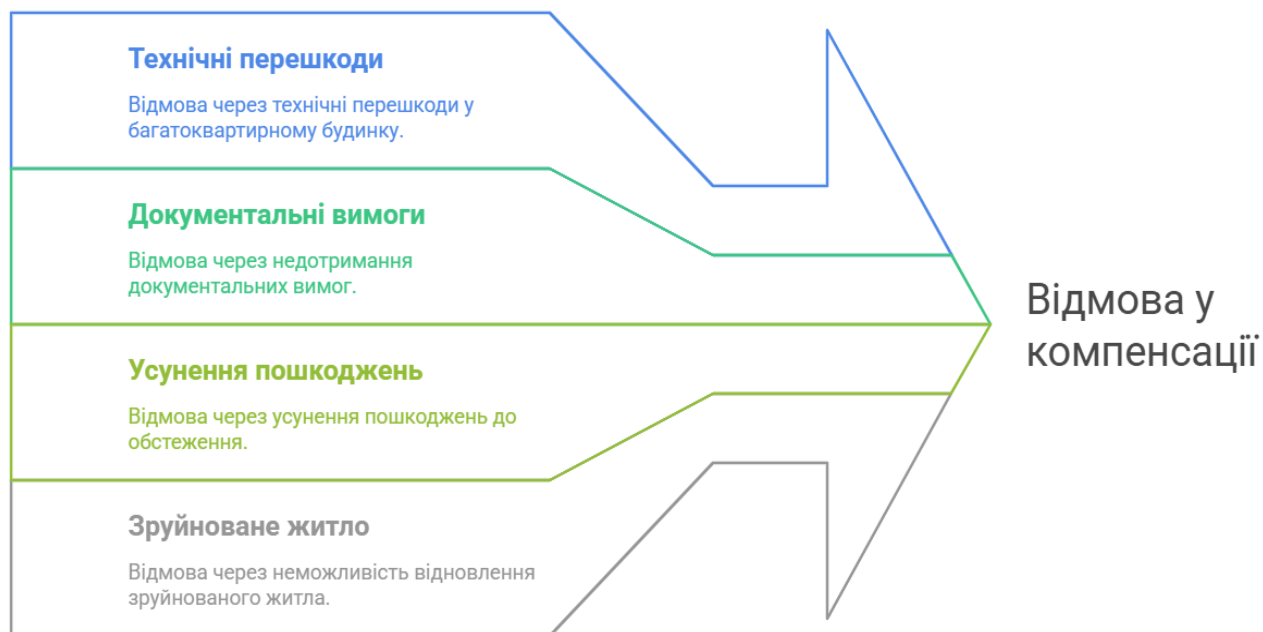 Технічні перешкоди
Відмова через технічні перешкоди у
багатоквартирному будинку.
Документальні вимоги
Відмова через недотримання
документальних вимог.
Усунення пошкоджень
Відмова через усунення пошкоджень до
обстеження.
Зруйноване житло
Відмова через неможливість відновлення
зруйнованого житла.
Відмова у
компенсації